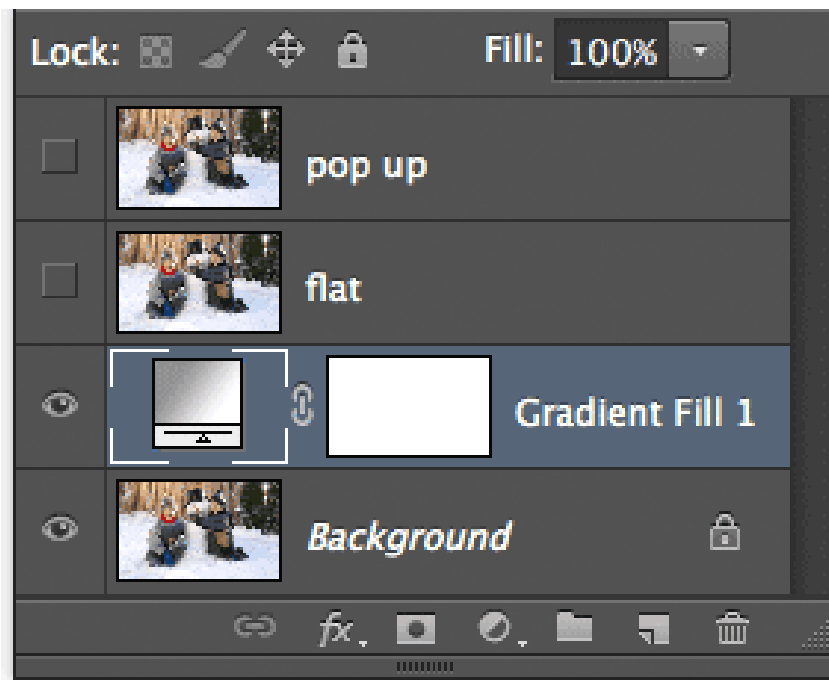 Lock: Fill: 100%
pop up
flat
Gradient Fill 1
Background
fx.